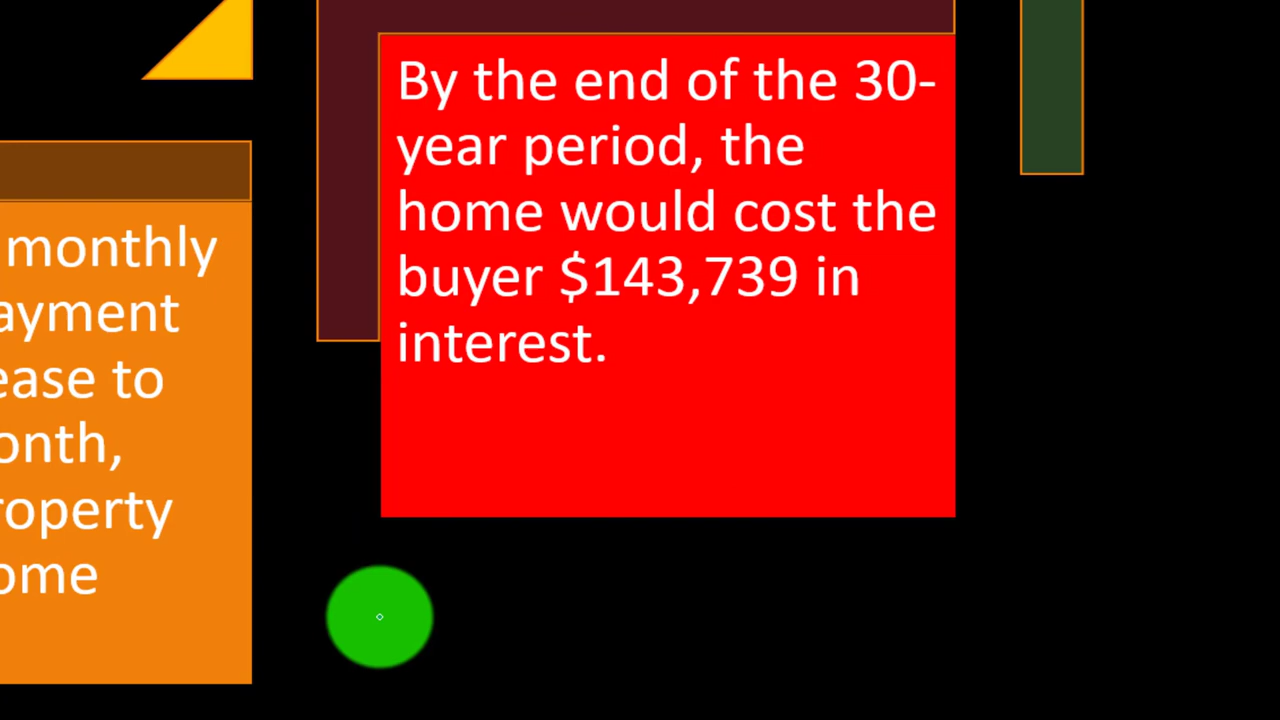 monthly
ayment
ease to
onth,
roperty
ome
By the end of the 30-
year period, the
home would cost the
buyer $143,739 in
interest.